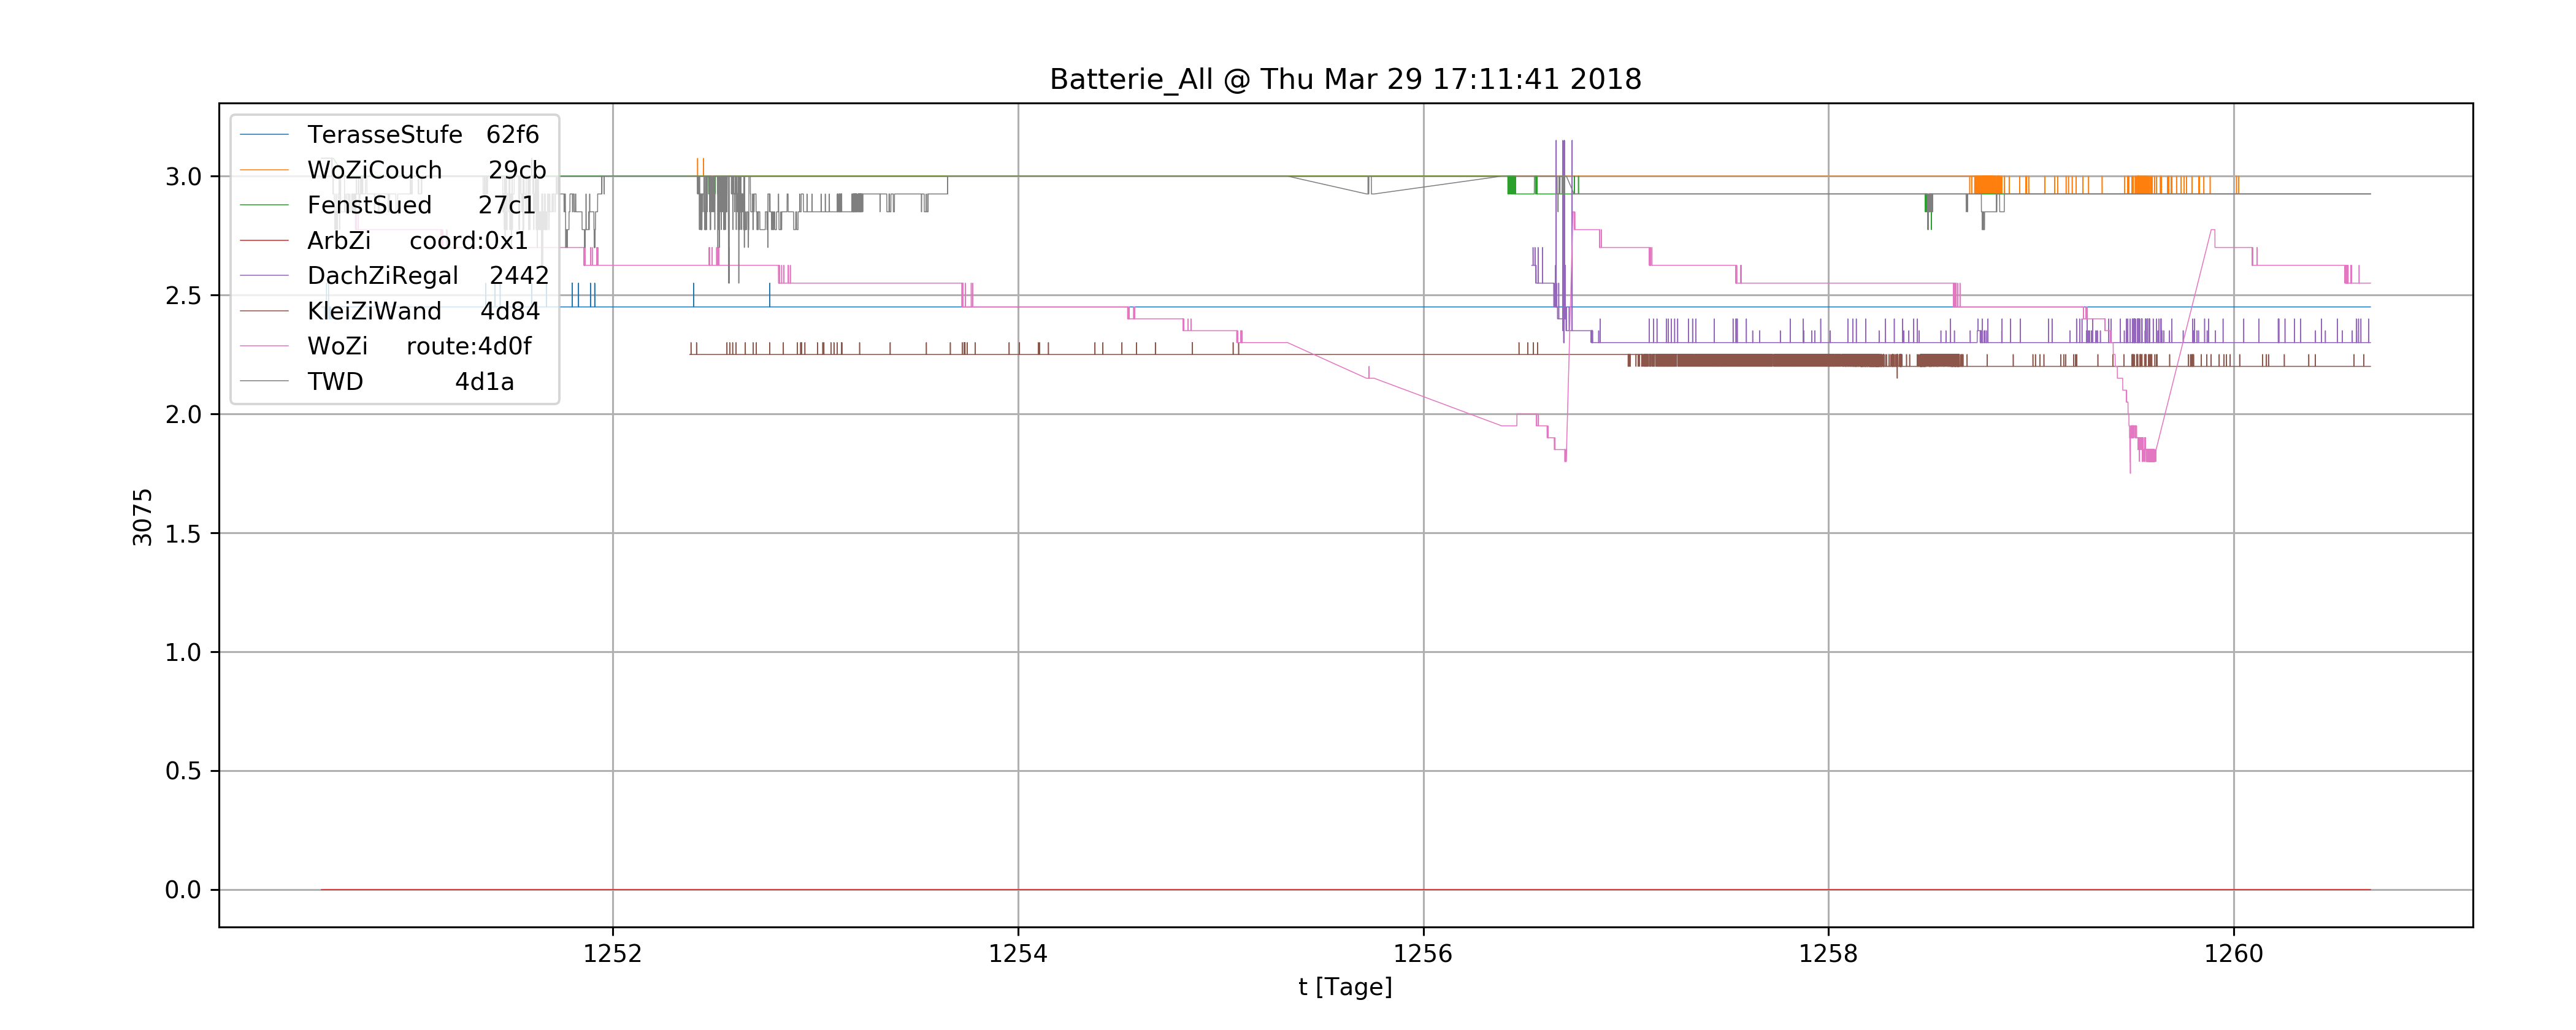 Batterie_All @ Thu Mar 29 17:11:41 2018
TerasseStufe 62f6
WoZiCouch 29cb
FenstSued 27c1
ArbZi coord:0x1
DachZiRegal 2442
KleiZiWand 4d84
WoZi route:4d0f
TWD 4d1a
3.0
2.5
2.0
1.5
1.0
0.5
0.0
3075
1252 1254 1256 1258 1260
t [Tage]